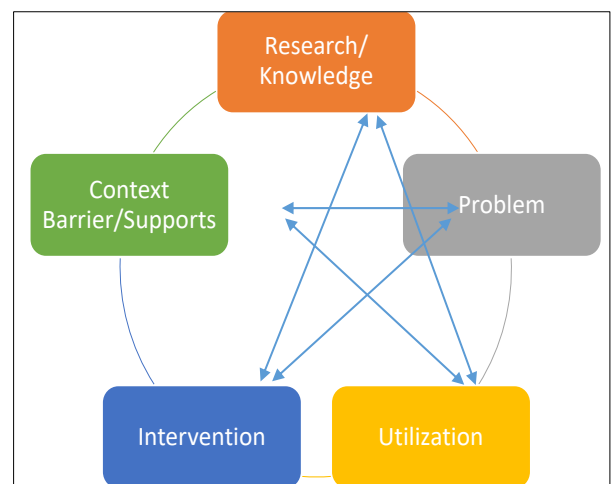 Research/
Knowledge
Context
Barrier/Supports
Problem
Intervention
Utilization